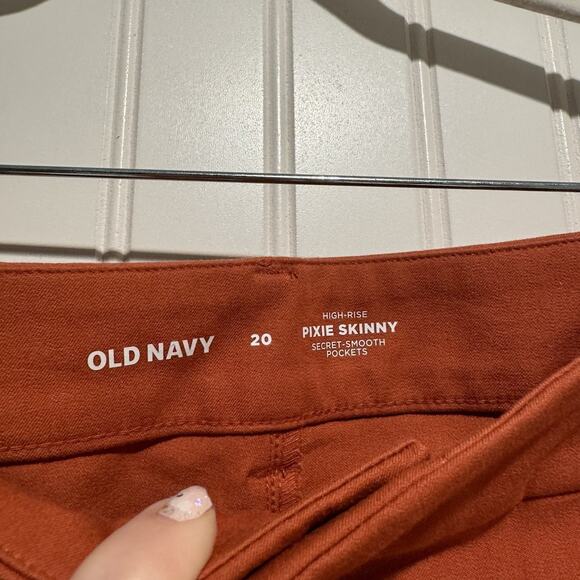 OLD NAVY
20
HIGH-RISE
PIXIE SKINNY
SECRET-SMOOTH
POCKETS